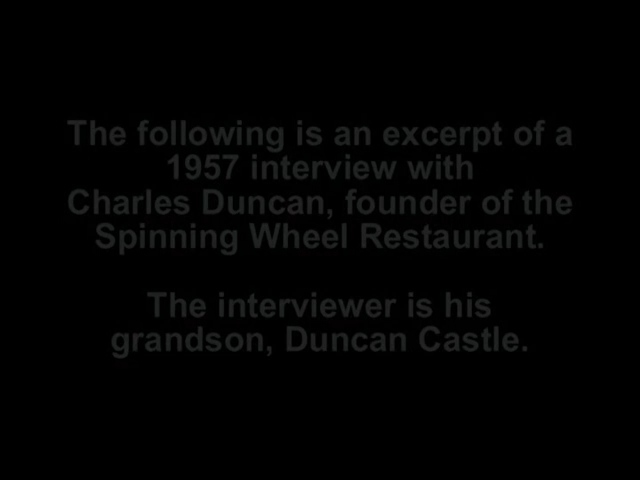 The following is an excerpt of a
1957 interview with
Charles Duncan, founder of the
Spinning Wheel Restaurant.
The interviewer is his
grandson, Duncan Castle.